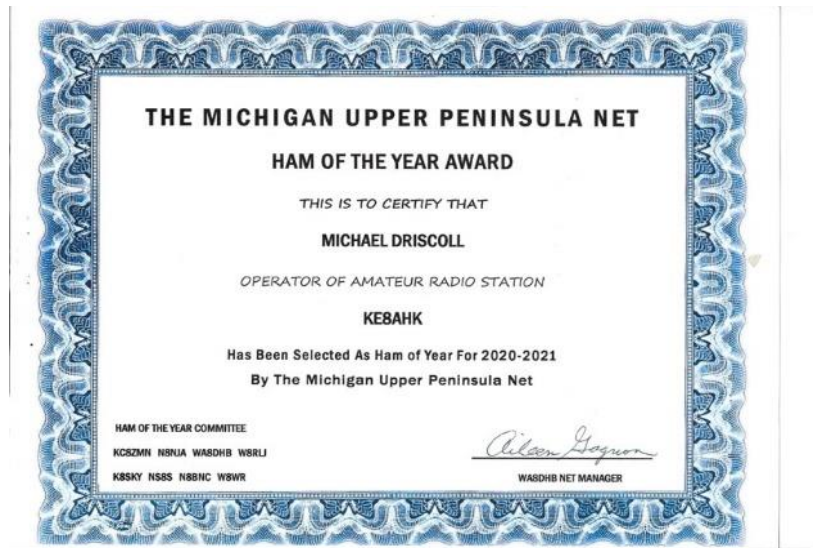 THE MICHIGAN UPPER PENINSULA NET
HAM OF THE YEAR AWARD
THIS IS TO CERTIFY THAT
MICHAEL DRISCOLL
OPERATOR OF AMATEUR RADIO STATION
KE8AHK
Has Been Selected As Ham of Year For 2020-2021
By The Michigan Upper Peninsula Net
HAM OF THE YEAR COMMITTEE
KC8ZMN N8NJA WA8DHB W8RLJ
K8SKY NS8S N8BNC W8WR
Aileen Gagnon
WA8DHB NET MANAGER